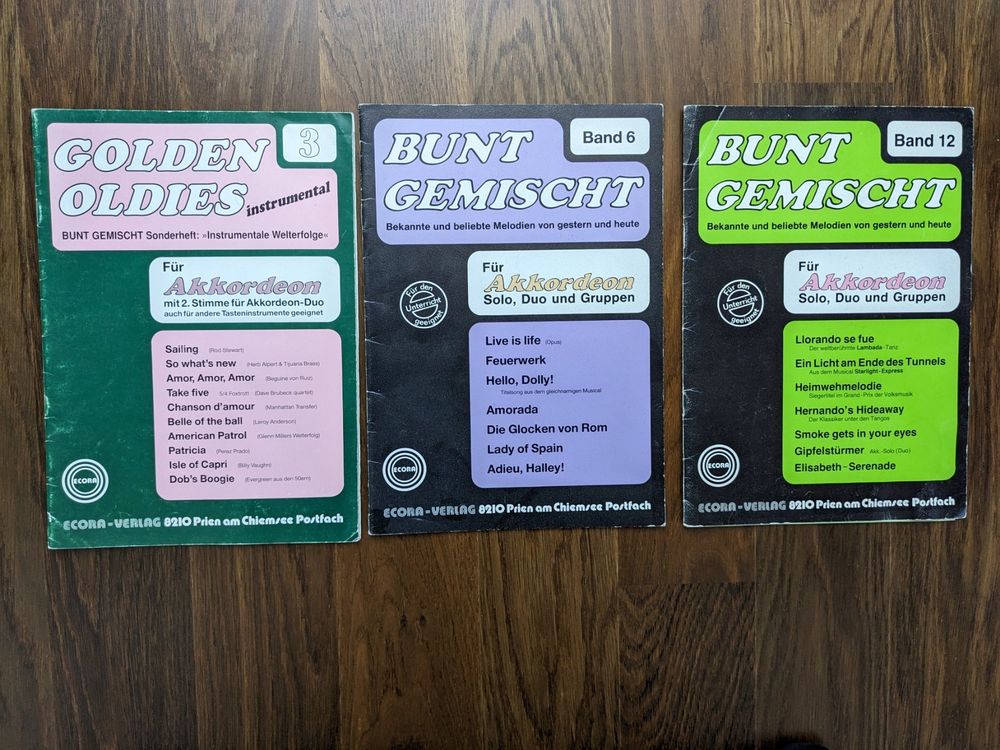 GOLDEN
3
OLDIES
instrumental
BUNT GEMISCHT Sonderheft: »Instrumentale Welterfolge«
Für
Akkordeon
mit 2. Stimme für Akkordeon-Duo
auch für andere Tasteninstrumente geeignet
Sailing (Rod Stewart)
So what's new (Herb Alpert & Tijuana Brass)
Amor, Amor, Amor (Beguine von Ruiz)
Take five 5/4 Foxtrott (Dave Brubeck quartet)
Chanson d'amour (Manhattan Transfer)
Belle of the ball (Leroy Anderson)
American Patrol (Glenn Millers Welterfolg)
Patricia (Perez Prado)
Isle of Capri (Billy Vaughn)
Dob's Boogie (Evergreen aus den 50ern)
ECORA
ECORA-VERLAG 8210 Prien am Chiemsee Postfach
BUNT
Band 6
GEMISCHT
Bekannte und beliebte Melodien von gestern und heute
Für
Akkordeon
Solo, Duo und Gruppen
Für den
Unterricht
geeignet
Live is life (Opus)
Feuerwerk
Hello, Dolly!
Titelsong aus dem gleichnamigen Musical
Amorada
Die Glocken von Rom
Lady of Spain
Adieu, Halley!
ECORA
ECORA-VERLAG 8210 Prien am Chiemsee Postfach
BUNT
Band 12
GEMISCHT
Bekannte und beliebte Melodien von gestern und heute
Für
Akkordeon
Solo, Duo und Gruppen
Für den
Unterricht
geeignet
Llorando se fue
Der weltberühmte Lambada-Tanz
Ein Licht am Ende des Tunnels
Aus dem Musical Starlight-Express
Heimwehmelodie
Siegertitel im Grand-Prix der Volksmusik
Hernando's Hideaway
Der Klassiker unter den Tangos
Smoke gets in your eyes
Gipfelstürmer Akk.-Solo (Duo)
Elisabeth-Serenade
ECORA
ECORA-VERLAG 8210 Prien am Chiemsee Postfach